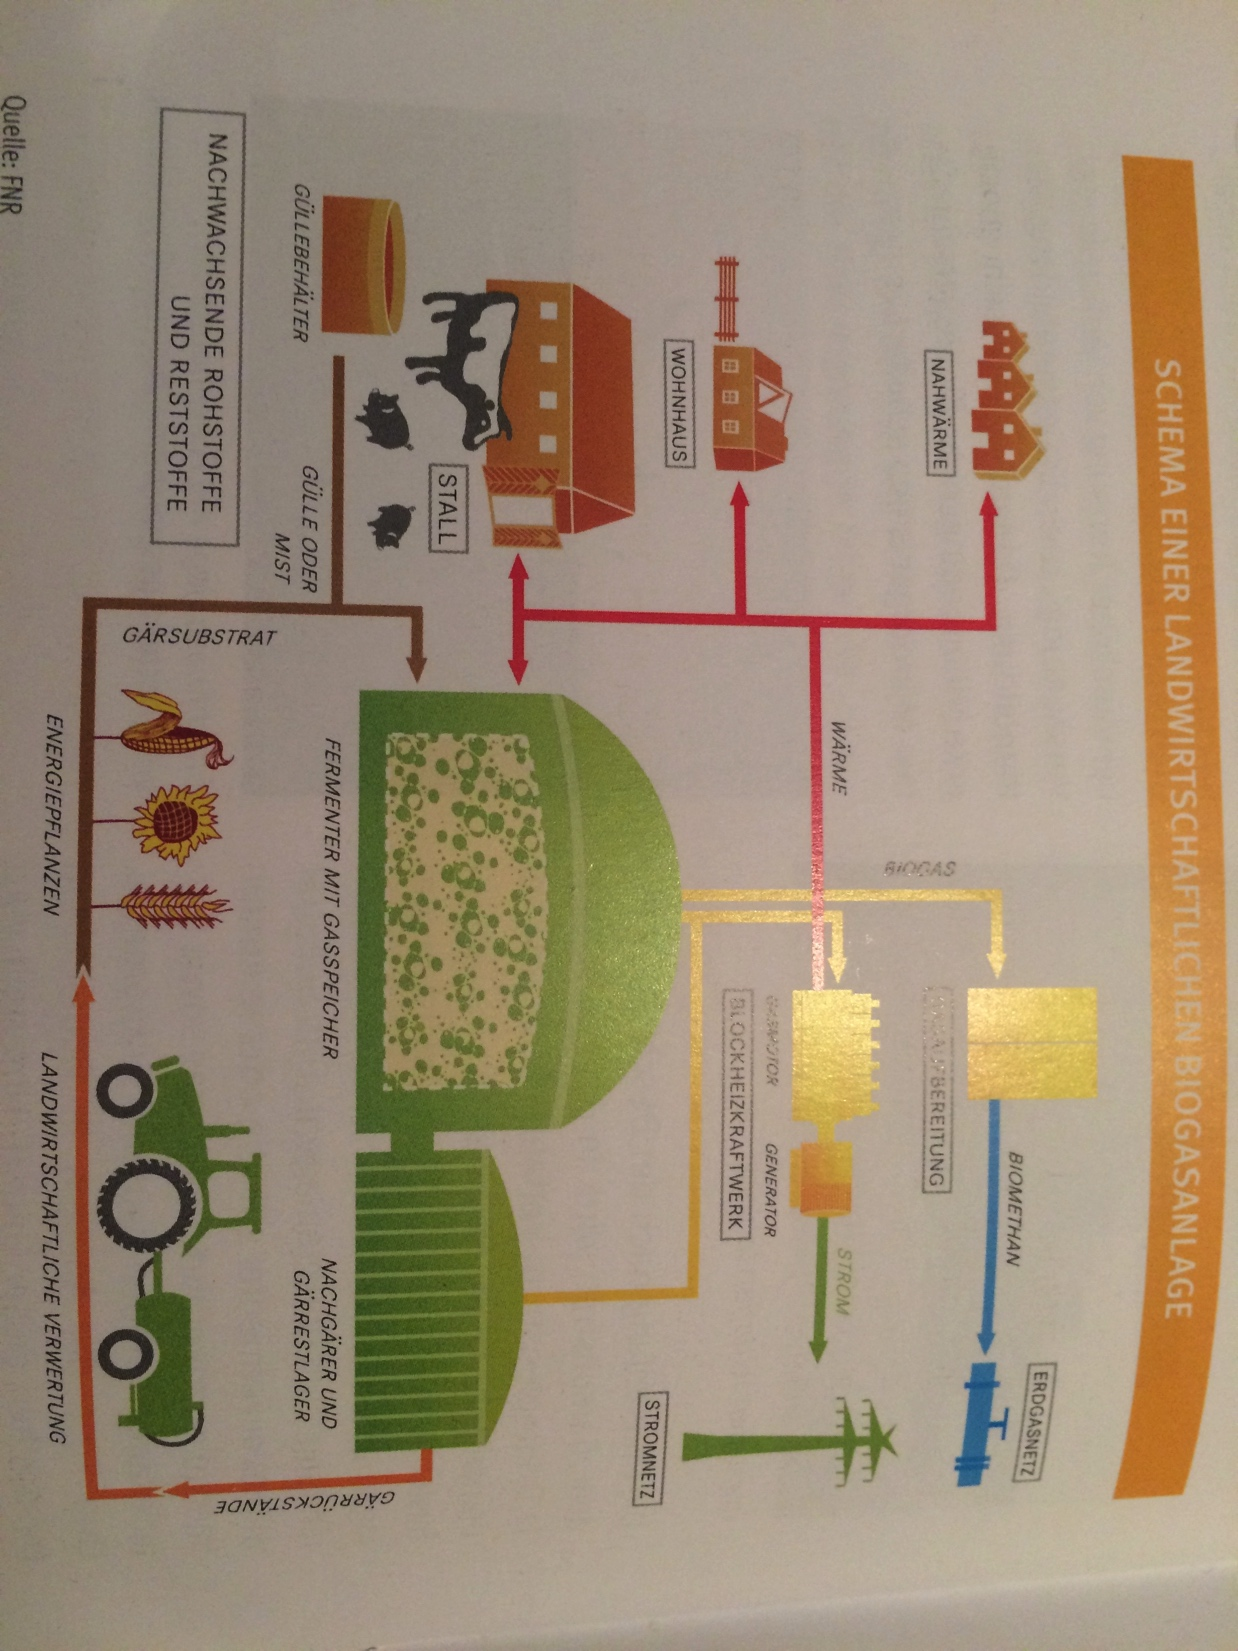 SCHEMA EINER LANDWIRTSCHAFTLICHEN BIOGASANLAGE
NAHWÄRME
BIOGAS
BIOMETHAN
ERDGASNETZ
WÄRME
WOHNHAUS
GASMOTOR
GENERATOR
BLOCKHEIZKRAFTWERK
STROM
STROMNETZ
STALL
GÜLLEBEHÄLTER
GÜLLE ODER
MIST
FERMENTER MIT GASSPEICHER
NACHGÄRER UND
GÄRRESTLAGER
NACHWACHSENDE ROHSTOFFE
UND RESTSTOFFE
GÄRSUBSTRAT
GÄRRÜCKSTÄNDE
ENERGIEPFLANZEN
LANDWIRTSCHAFTLICHE VERWERTUNG
Quelle: FNR